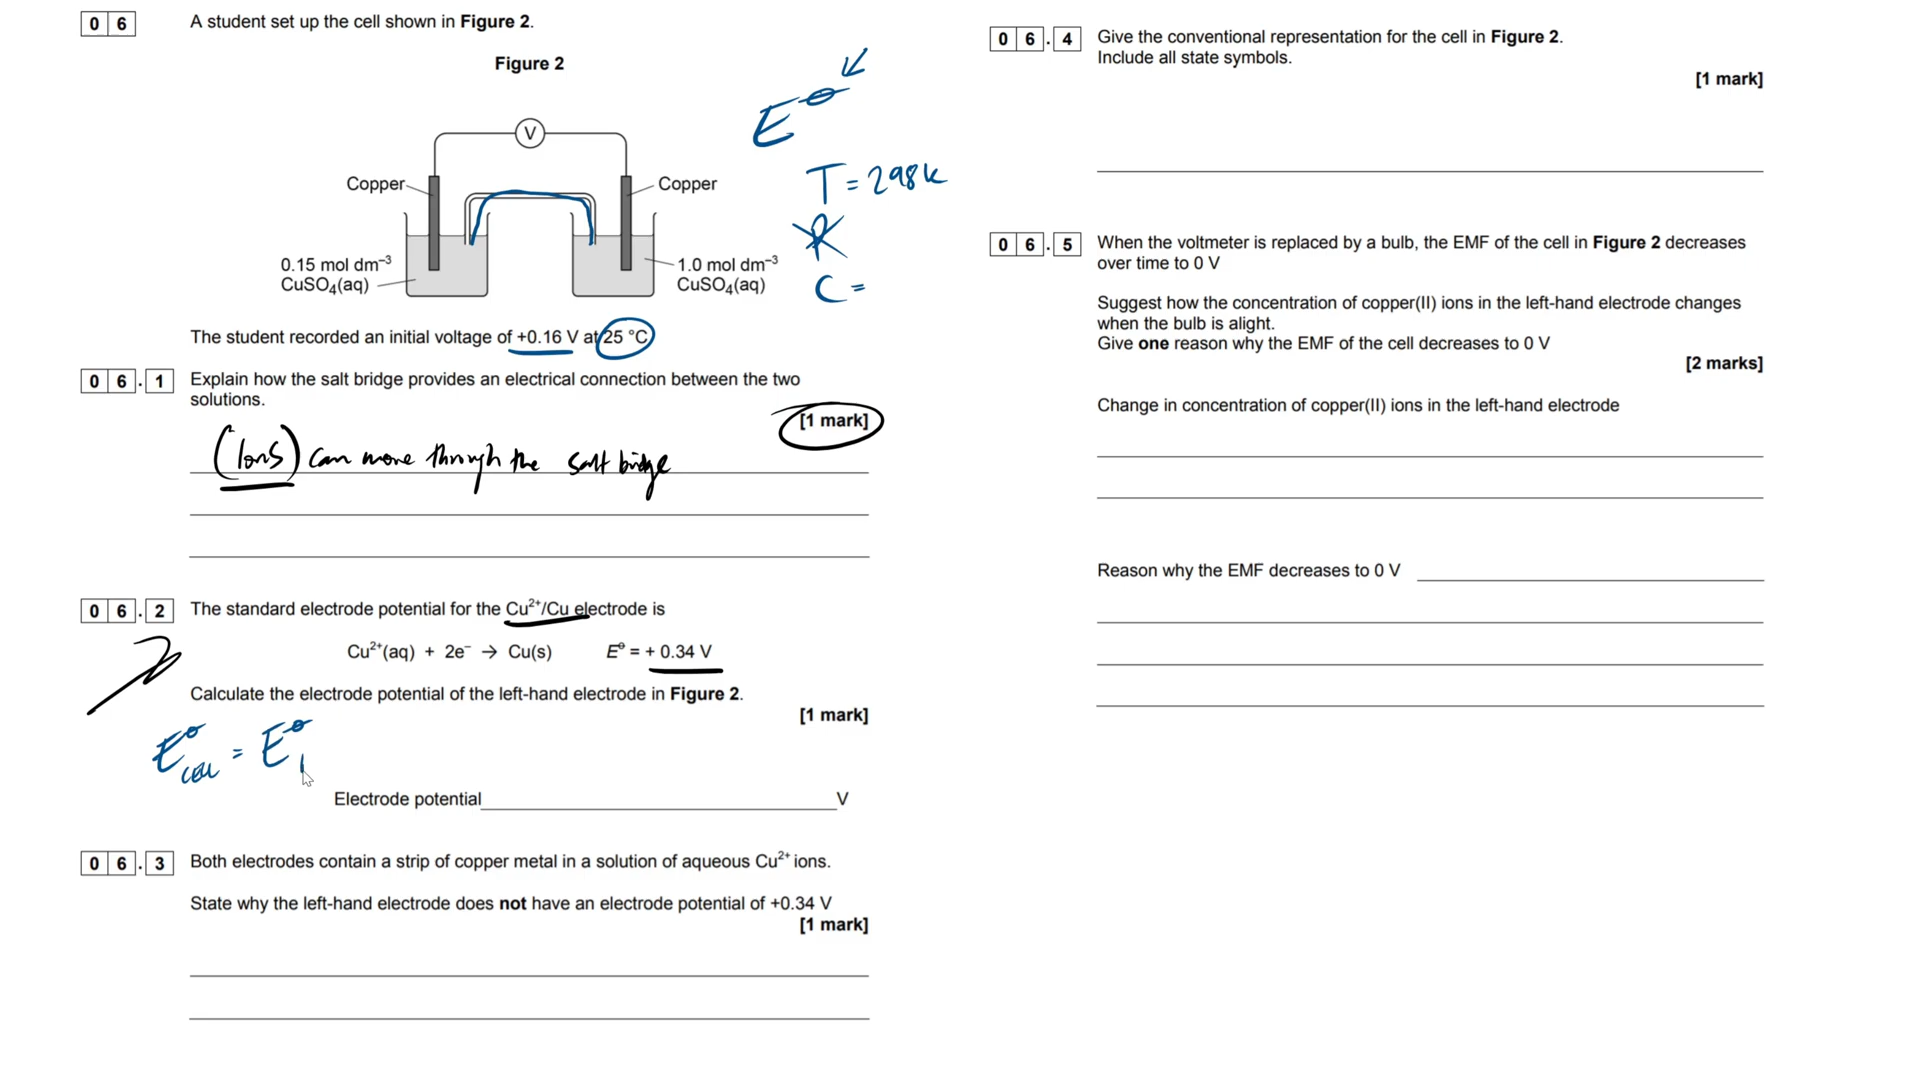 0 6
A student set up the cell shown in Figure 2.
Figure 2
E⦵
V
Copper
Copper
T = 298K
0.15 mol dm⁻³
CuSO₄(aq)
1.0 mol dm⁻³
CuSO₄(aq)
C =
The student recorded an initial voltage of +0.16 V at 25 °C
0 6 . 1
Explain how the salt bridge provides an electrical connection between the two
solutions.
[1 mark]
(Ions) can move through the salt bridge
0 6 . 2
The standard electrode potential for the Cu²⁺/Cu electrode is
Cu²⁺(aq) + 2e⁻ → Cu(s) E⦵ = + 0.34 V
Calculate the electrode potential of the left-hand electrode in Figure 2.
[1 mark]
E⦵cell = E⦵
Electrode potential V
0 6 . 3
Both electrodes contain a strip of copper metal in a solution of aqueous Cu²⁺ ions.
State why the left-hand electrode does not have an electrode potential of +0.34 V
[1 mark]
0 6 . 4
Give the conventional representation for the cell in Figure 2.
Include all state symbols.
[1 mark]
0 6 . 5
When the voltmeter is replaced by a bulb, the EMF of the cell in Figure 2 decreases
over time to 0 V
Suggest how the concentration of copper(II) ions in the left-hand electrode changes
when the bulb is alight.
Give one reason why the EMF of the cell decreases to 0 V
[2 marks]
Change in concentration of copper(II) ions in the left-hand electrode
Reason why the EMF decreases to 0 V